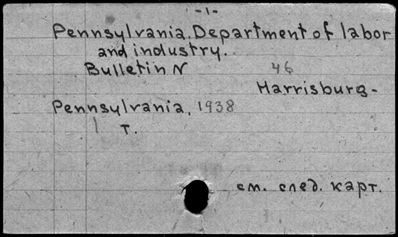 -1-
Pennsylvania. Department of labor
and industry.
Bulletin N 46
Harrisburg-
Pennsylvania, 1938
1 т.
см. след. карт.